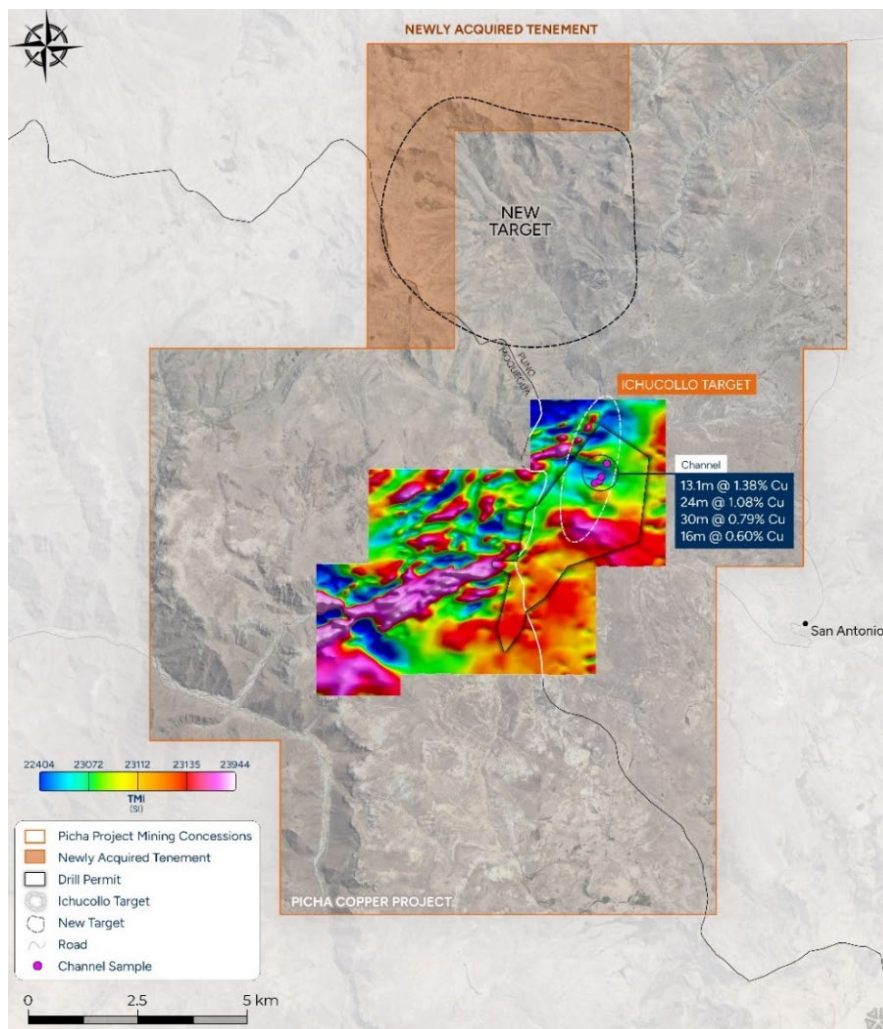 NEWLY ACQUIRED TENEMENT
NEW
TARGET
PUNO
MOQUEGUA
ICHUCOLLO TARGET
Channel
13.1m @ 1.38% Cu
24m @ 1.08% Cu
30m @ 0.79% Cu
16m @ 0.60% Cu
San Antonio
22404 23072 23112 23135 23944
TMI
(SI)
Picha Project Mining Concessions
Newly Acquired Tenement
Drill Permit
Ichucollo Target
New Target
Road
Channel Sample
PICHA COPPER PROJECT
0 2.5 5 km